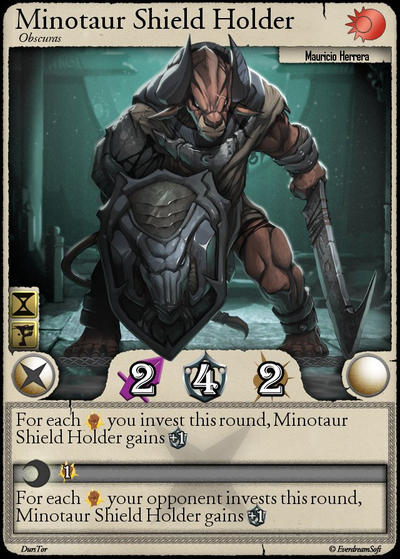 Minotaur Shield Holder
Obscuras
Mauricio Herrera
2 4 2
For each you invest this round, Minotaur
Shield Holder gains +1
1
For each your opponent invests this round,
Minotaur Shield Holder gains +1
DunTor © EverdreamSoft